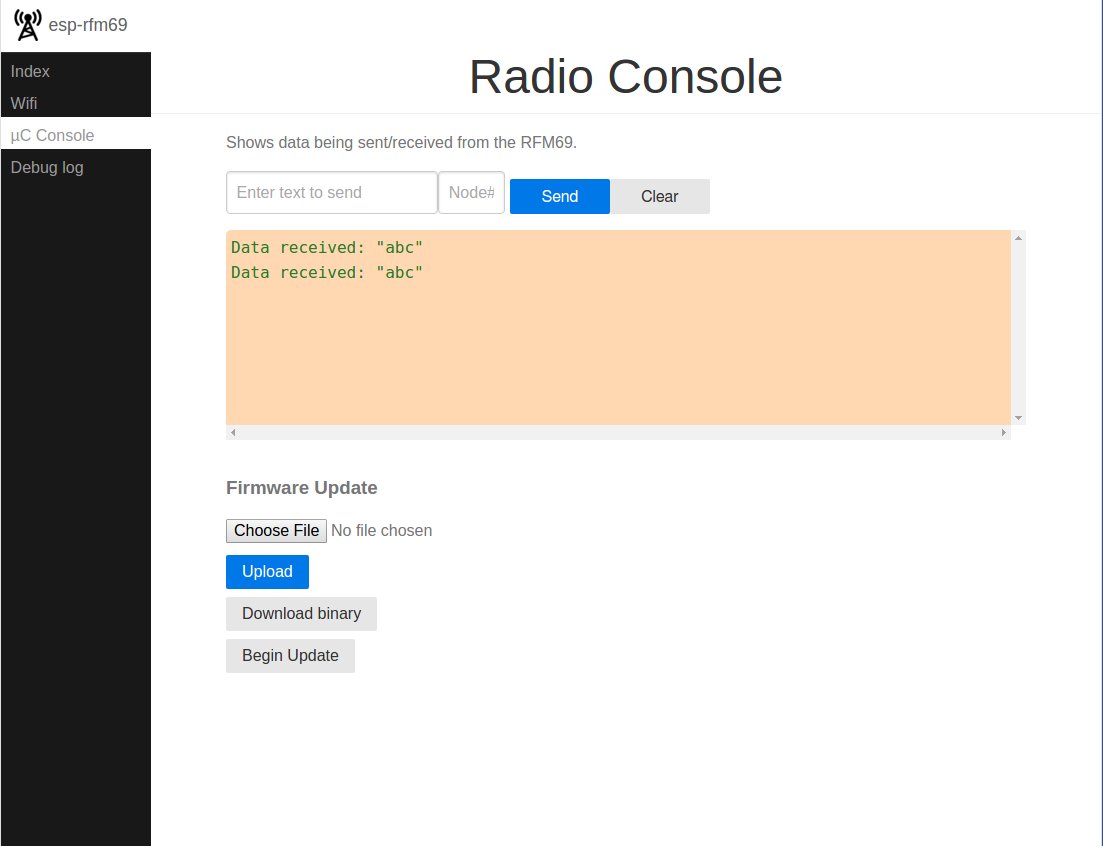 esp-rfm69
Index
Wifi
µC Console
Debug log
Radio Console
Shows data being sent/received from the RFM69.
Enter text to send Node# Send Clear
Data received: "abc"
Data received: "abc"
Firmware Update
Choose File No file chosen
Upload
Download binary
Begin Update